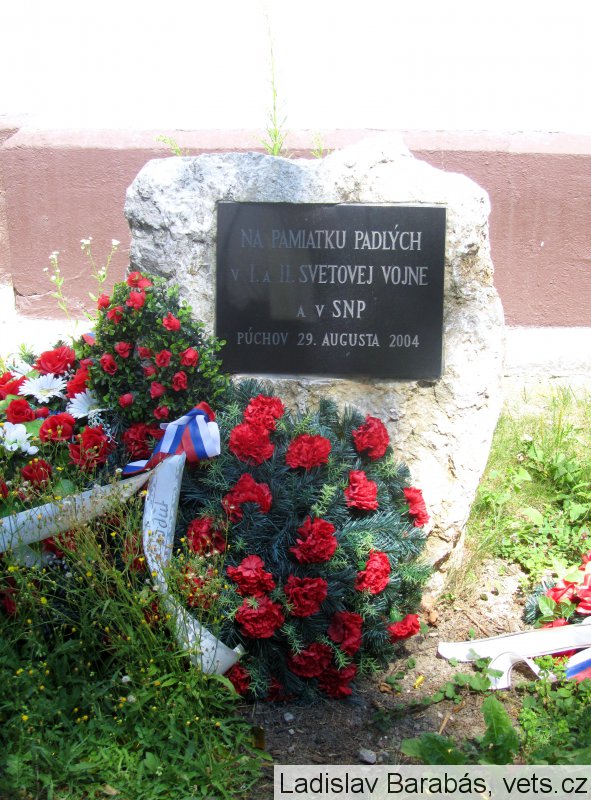 NA PAMIATKU PADLÝCH
V I. A II. SVETOVEJ VOJNE
A V SNP
PÚCHOV 29. AUGUSTA 2004
Ladislav Barabás, vets.cz